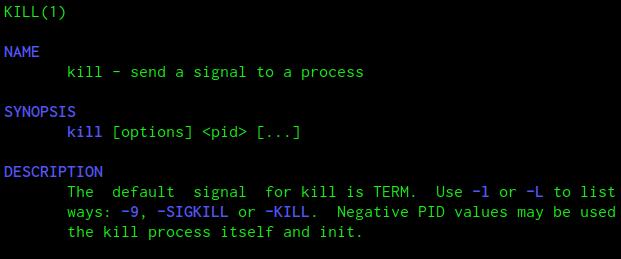 KILL(1)
NAME
kill - send a signal to a process
SYNOPSIS
kill [options] <pid> [...]
DESCRIPTION
The default signal for kill is TERM. Use -l or -L to list
ways: -9, -SIGKILL or -KILL. Negative PID values may be used
the kill process itself and init.